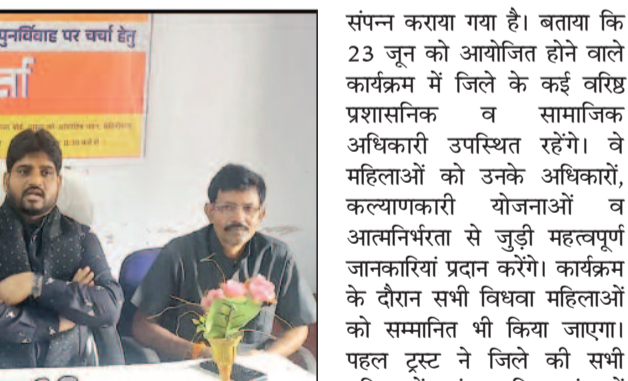 पुनर्विवाह पर चर्चा हेतु
र्ता
संपन्न कराया गया है। बताया कि
23 जून को आयोजित होने वाले
कार्यक्रम में जिले के कई वरिष्ठ
प्रशासनिक व सामाजिक
अधिकारी उपस्थित रहेंगे। वे
महिलाओं को उनके अधिकारों,
कल्याणकारी योजनाओं व
आत्मनिर्भरता से जुड़ी महत्वपूर्ण
जानकारियां प्रदान करेंगे। कार्यक्रम
के दौरान सभी विधवा महिलाओं
को सम्मानित भी किया जाएगा।
पहल ट्रस्ट ने जिले की सभी